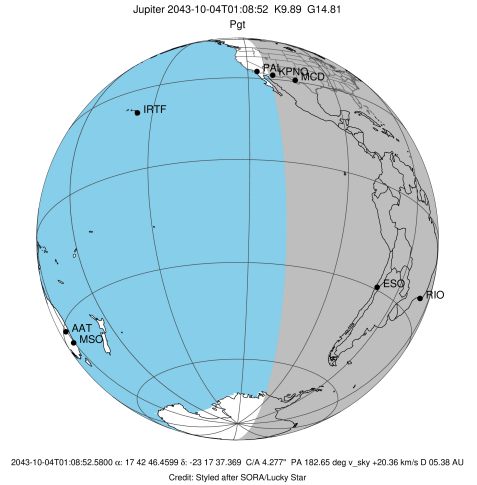 Jupiter 2043-10-04T01:08:52 K9.89 G14.81
Pgt
PAL
KPNO
MCD
IRTF
ESO
RIO
AAT
MSO
2043-10-04T01:08:52.5800 α: 17 42 46.4599 δ: -23 17 37.369 C/A 4.277" PA 182.65 deg v_sky +20.36 km/s D 05.38 AU
Credit: Styled after SORA/Lucky Star